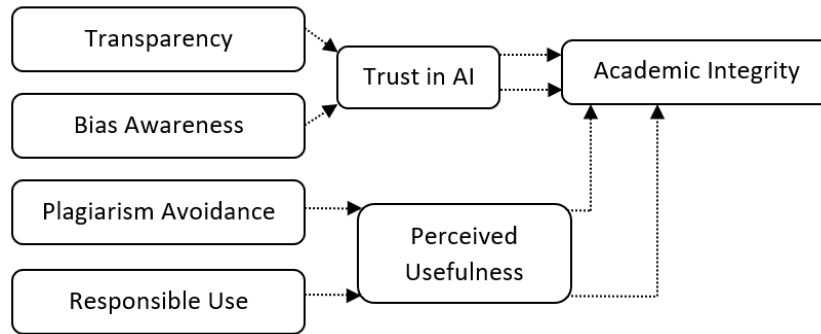 Transparency
Trust in AI
Academic Integrity
Bias Awareness
Plagiarism Avoidance
Perceived
Usefulness
Responsible Use